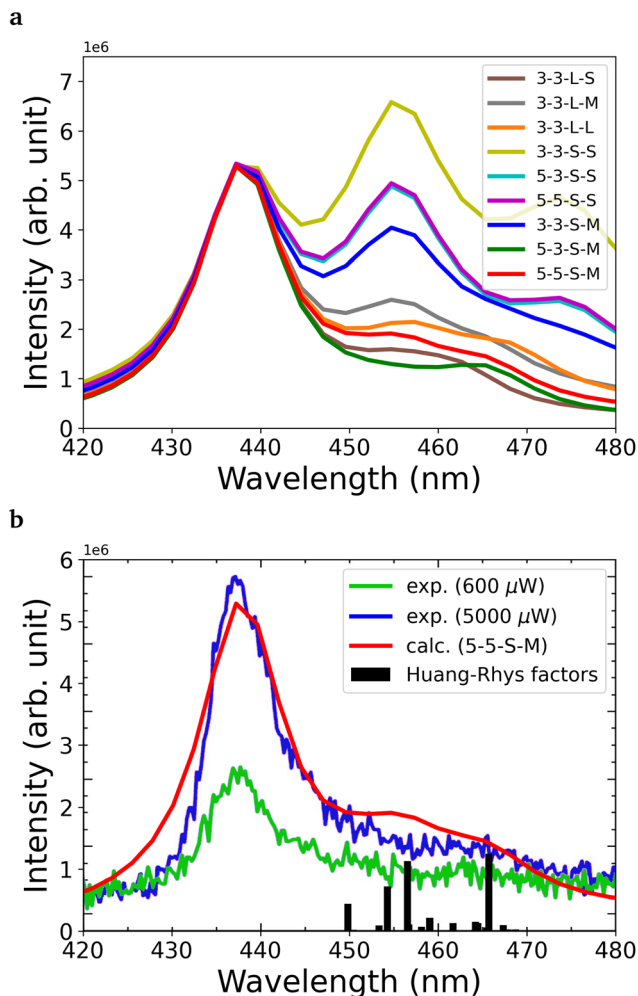 a
1e6
Intensity (arb. unit)
7
6
5
4
3
2
1
0
3-3-L-S
3-3-L-M
3-3-L-L
3-3-S-S
5-3-S-S
5-5-S-S
3-3-S-M
5-3-S-M
5-5-S-M
420 430 440 450 460 470 480
Wavelength (nm)
b
1e6
Intensity (arb. unit)
6
5
4
3
2
1
0
exp. (600 μW)
exp. (5000 μW)
calc. (5-5-S-M)
Huang-Rhys factors
420 430 440 450 460 470 480
Wavelength (nm)